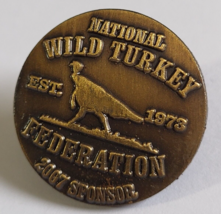 NATIONAL
WILD TURKEY
EST. 1973
FEDERATION
2007 SPONSOR